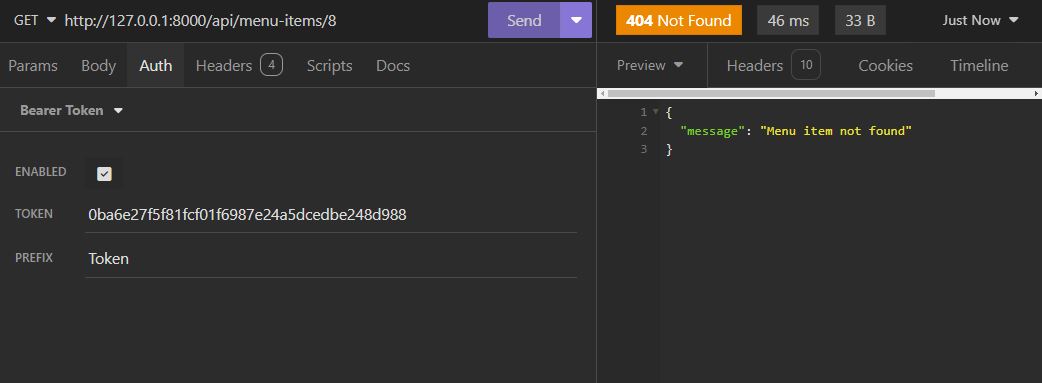 GET http://127.0.0.1:8000/api/menu-items/8 Send 404 Not Found 46 ms 33 B Just Now
Params Body Auth Headers 4 Scripts Docs Preview Headers 10 Cookies Timeline
Bearer Token
ENABLED
TOKEN 0ba6e27f5f81fcf01f6987e24a5dcedbe248d988
PREFIX Token
1 {
2 "message": "Menu item not found"
3 }